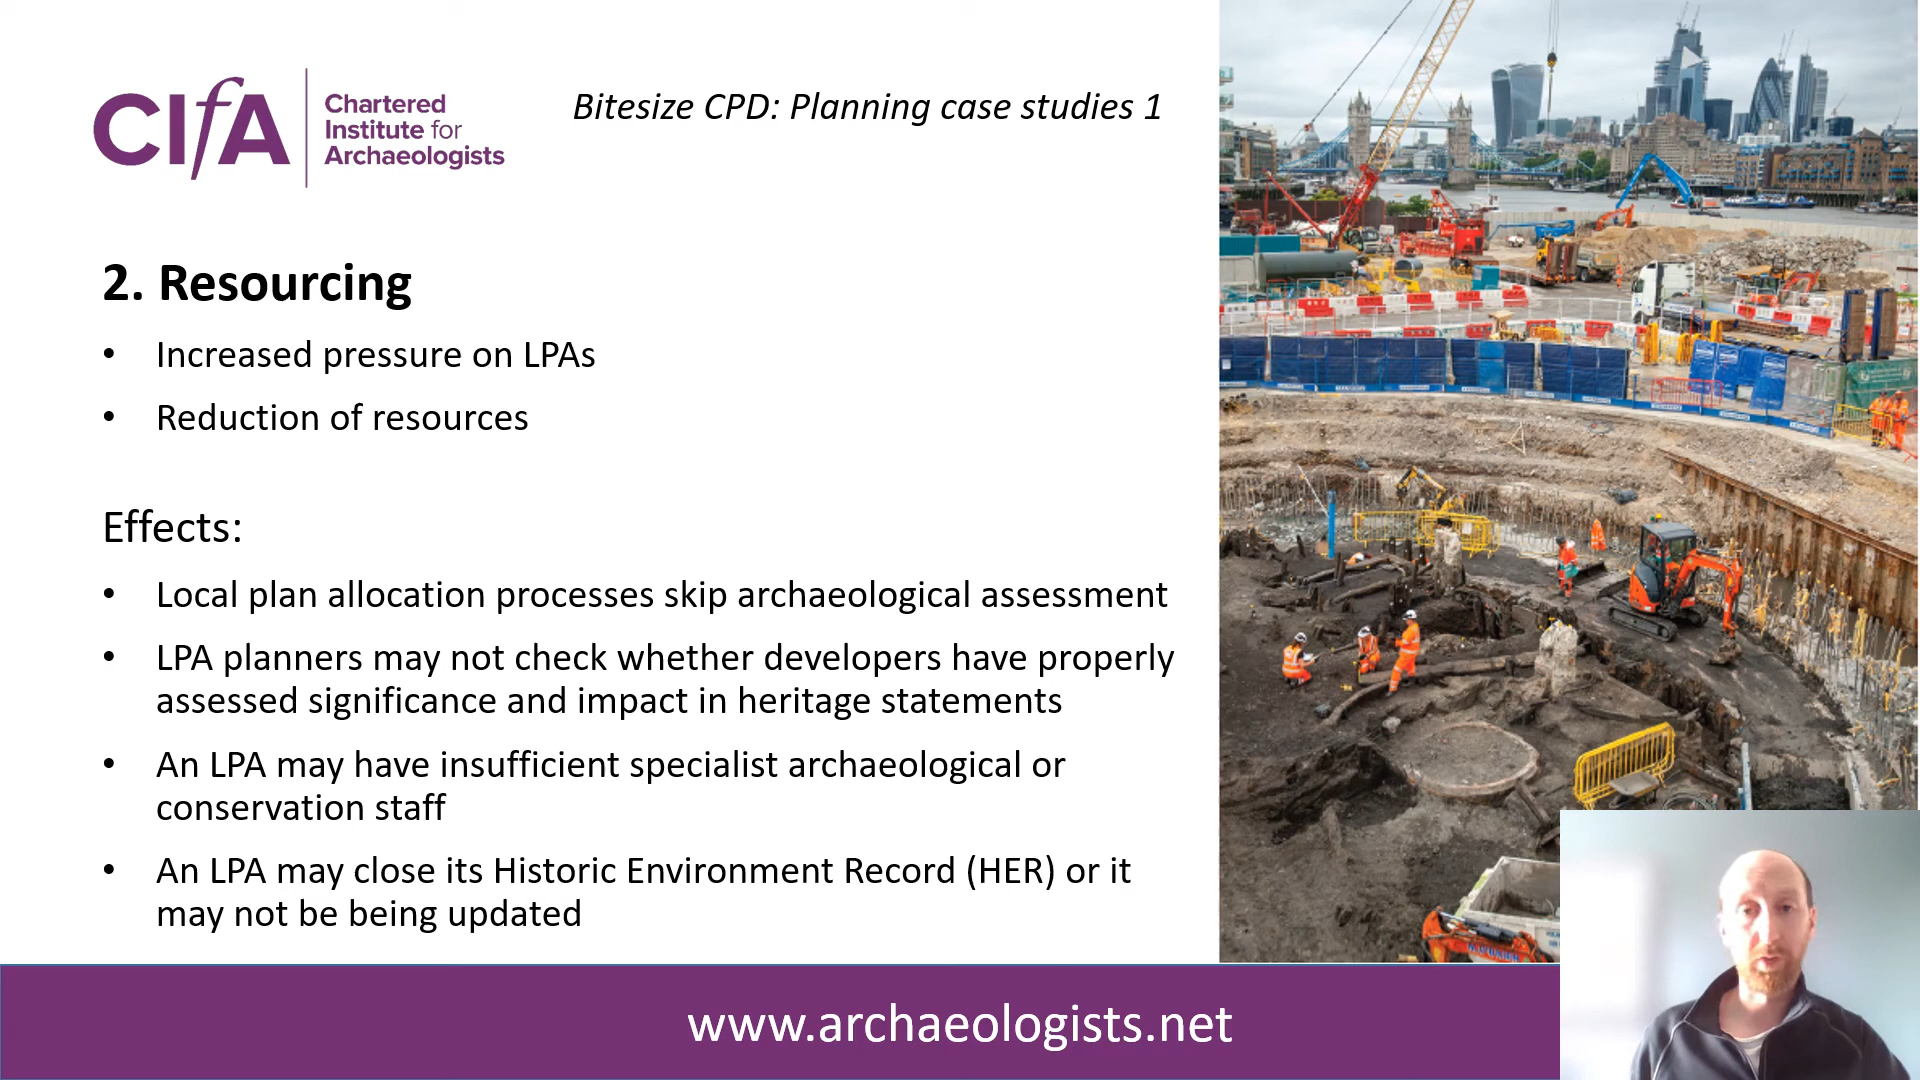 CIfA
Chartered
Institute for
Archaeologists
Bitesize CPD: Planning case studies 1
2. Resourcing
• Increased pressure on LPAs
• Reduction of resources
Effects:
• Local plan allocation processes skip archaeological assessment
• LPA planners may not check whether developers have properly
assessed significance and impact in heritage statements
• An LPA may have insufficient specialist archaeological or
conservation staff
• An LPA may close its Historic Environment Record (HER) or it
may not be being updated
www.archaeologists.net